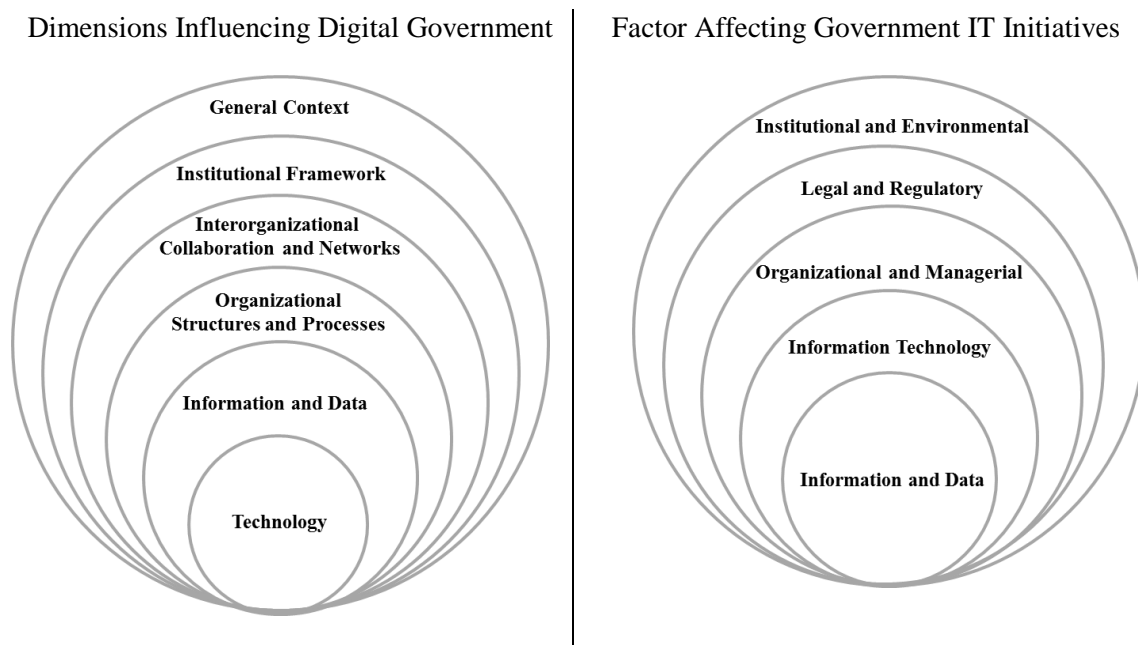 Dimensions Influencing Digital Government
General Context
Institutional Framework
Interorganizational
Collaboration and Networks
Organizational
Structures and Processes
Information and Data
Technology
Factor Affecting Government IT Initiatives
Institutional and Environmental
Legal and Regulatory
Organizational and Managerial
Information Technology
Information and Data